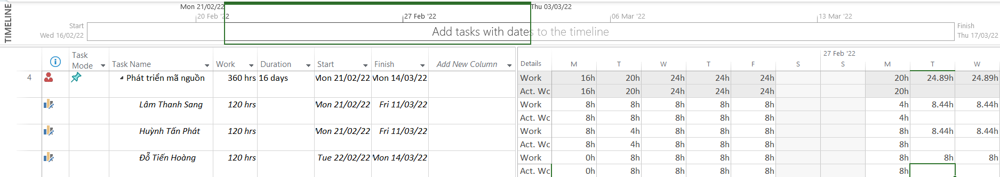 TIMELINE
Mon 21/02/22 Thu 03/03/22
20 Feb '22 27 Feb '22 06 Mar '22 13 Mar '22
Start
Wed 16/02/22
Add tasks with dates to the timeline
Finish
Thu 17/03/22
27 Feb '22
Task Mode Task Name Work Duration Start Finish Add New Column Details M T W T F S S M T W
4 Phát triển mã nguồn 360 hrs 16 days Mon 21/02/22 Mon 14/03/22 Work 16h 20h 24h 24h 24h 20h 24.89h 24.89h
Act. Wc 16h 20h 24h 24h 24h 20h
Lâm Thanh Sang 120 hrs Mon 21/02/22 Fri 11/03/22 Work 8h 8h 8h 8h 8h 4h 8.44h 8.44h
Act. Wc 8h 8h 8h 8h 8h 4h
Huỳnh Tấn Phát 120 hrs Mon 21/02/22 Fri 11/03/22 Work 8h 4h 8h 8h 8h 8h 8.44h 8.44h
Act. Wc 8h 4h 8h 8h 8h 8h
Đỗ Tiến Hoàng 120 hrs Tue 22/02/22 Mon 14/03/22 Work 0h 8h 8h 8h 8h 8h 8h 8h
Act. Wc 0h 8h 8h 8h 8h 8h